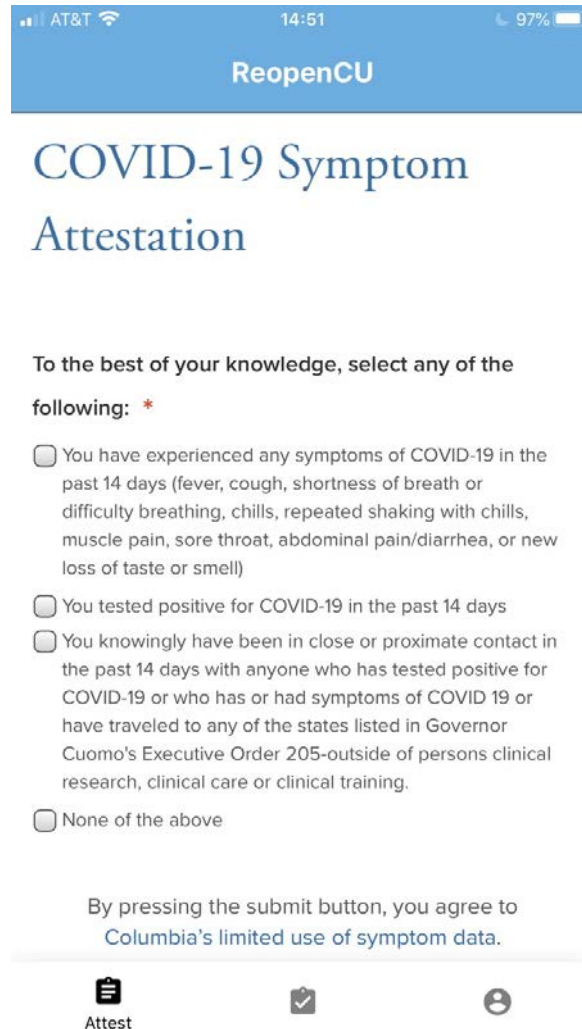 AT&T 14:51 97%
ReopenCU
COVID-19 Symptom
Attestation
To the best of your knowledge, select any of the
following: *
You have experienced any symptoms of COVID-19 in the
past 14 days (fever, cough, shortness of breath or
difficulty breathing, chills, repeated shaking with chills,
muscle pain, sore throat, abdominal pain/diarrhea, or new
loss of taste or smell)
You tested positive for COVID-19 in the past 14 days
You knowingly have been in close or proximate contact in
the past 14 days with anyone who has tested positive for
COVID-19 or who has or had symptoms of COVID 19 or
have traveled to any of the states listed in Governor
Cuomo's Executive Order 205-outside of persons clinical
research, clinical care or clinical training.
None of the above
By pressing the submit button, you agree to
Columbia's limited use of symptom data.
Attest